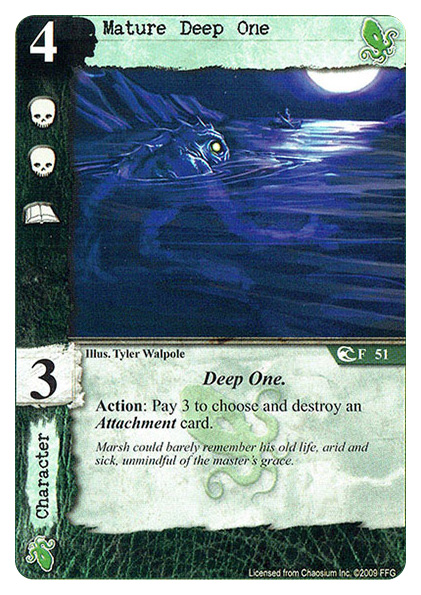 4
Mature Deep One
Illus. Tyler Walpole
F 51
3
Deep One.
Action: Pay 3 to choose and destroy an
Attachment card.
Marsh could barely remember his old life, arid and
sick, unmindful of the master's grace.
Character
Licensed from Chaosium Inc. ©2009 FFG